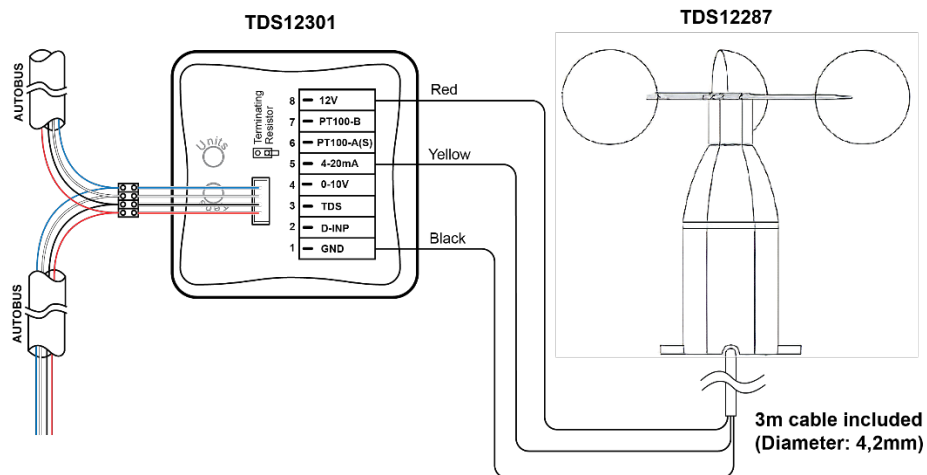 TDS12301
TDS12287
AUTOBUS
Units
Tens
Terminating
Resistor
8 12V
7 PT100-B
6 PT100-A(S)
5 4-20mA
4 0-10V
3 TDS
2 D-INP
1 GND
Red
Yellow
Black
AUTOBUS
3m cable included
(Diameter: 4,2mm)